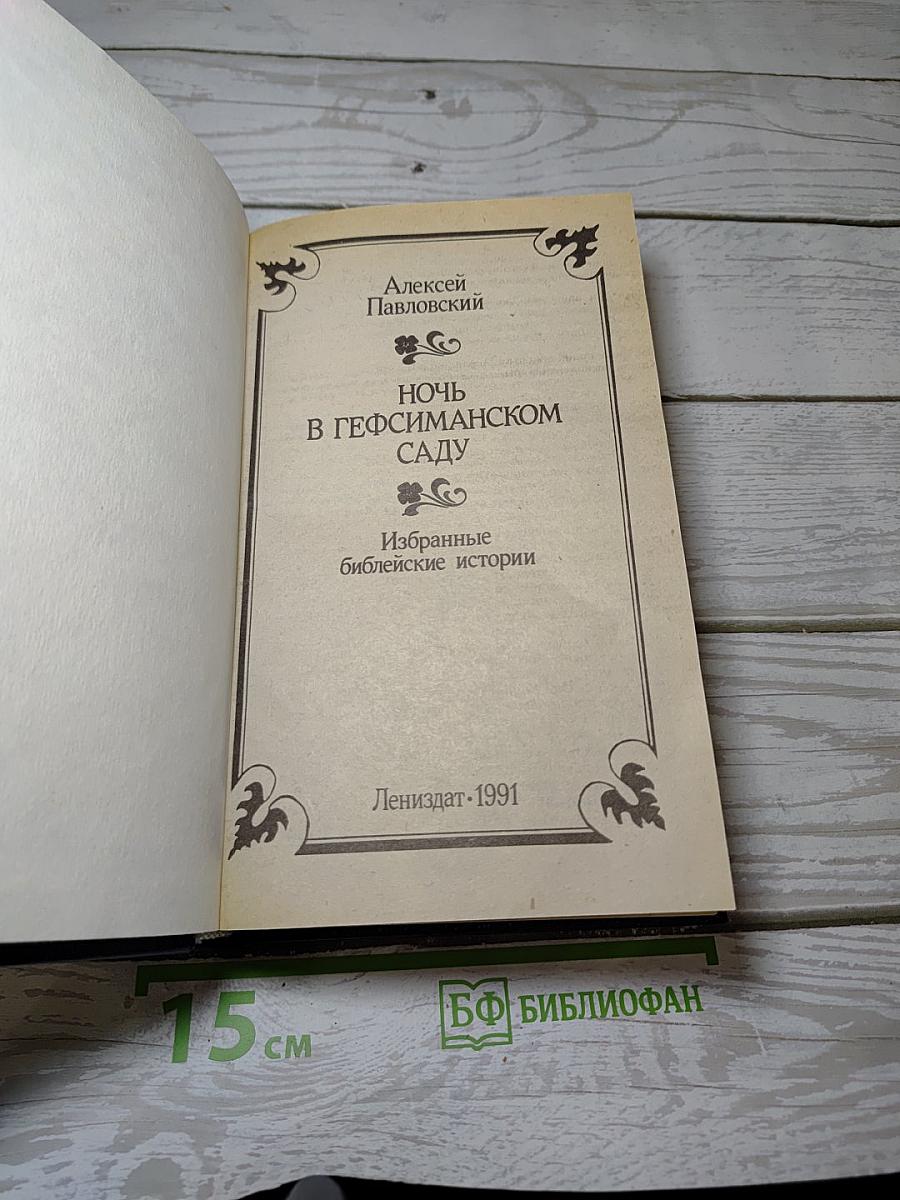 Алексей
Павловский
НОЧЬ
В ГЕФСИМАНСКОМ
САДУ
Избранные
библейские истории
Лениздат • 1991
15 см
БФ БИБЛИОФАН